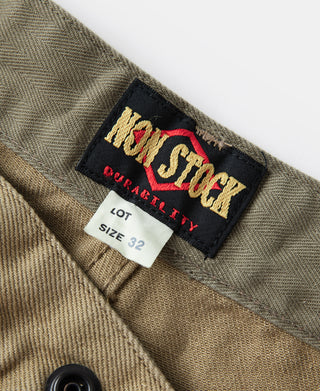 NON STOCK
DURABILITY
LOT
SIZE 32